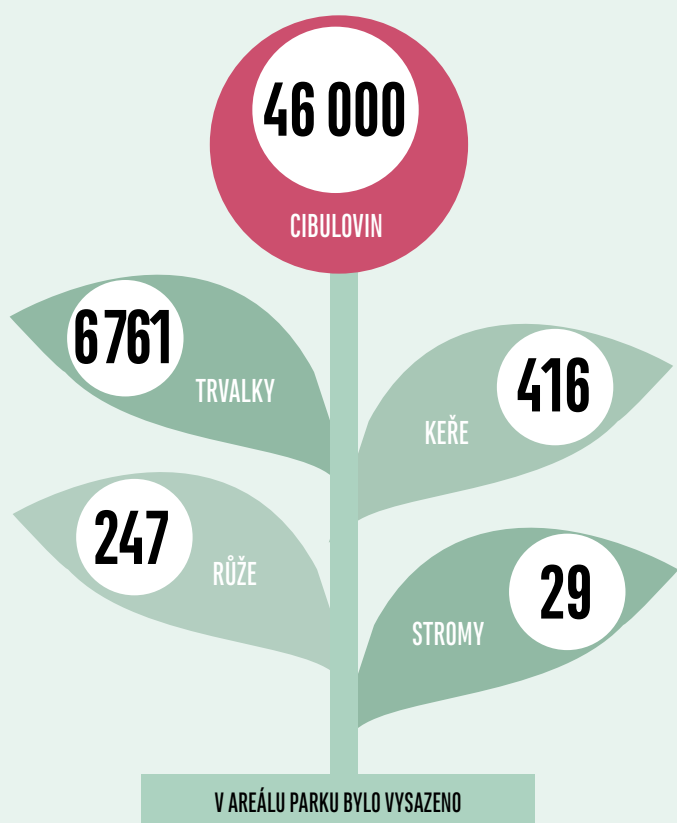 46 000
CIBULOVIN
6 761
TRVALKY
416
KEŘE
247
RŮŽE
29
STROMY
V AREÁLU PARKU BYLO VYSAZENO